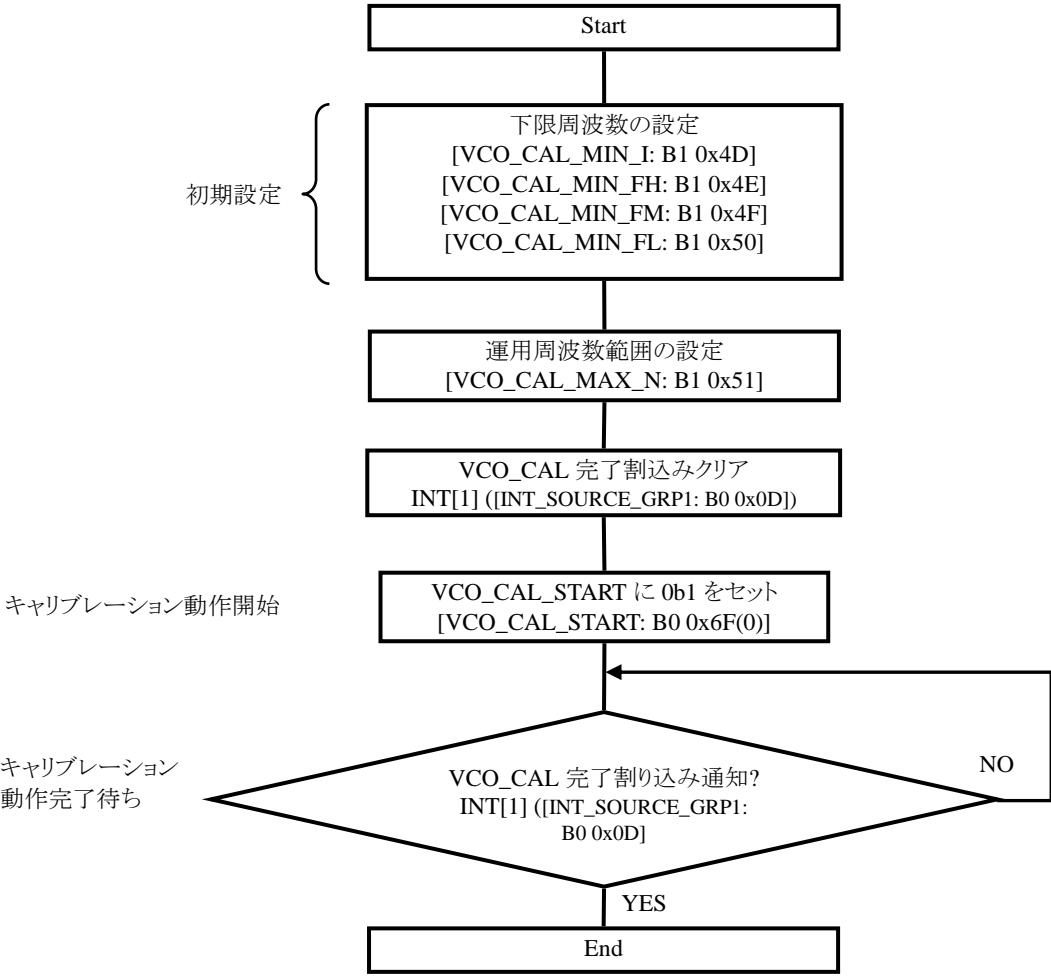 Start
下限周波数の設定
[VCO_CAL_MIN_I: B1 0x4D]
[VCO_CAL_MIN_FH: B1 0x4E]
[VCO_CAL_MIN_FM: B1 0x4F]
[VCO_CAL_MIN_FL: B1 0x50]
初期設定
運用周波数範囲の設定
[VCO_CAL_MAX_N: B1 0x51]
VCO_CAL 完了割込みクリア
INT[1] ([INT_SOURCE_GRP1: B0 0x0D])
キャリブレーション動作開始
VCO_CAL_START に 0b1 をセット
[VCO_CAL_START: B0 0x6F(0)]
キャリブレーション
動作完了待ち
VCO_CAL 完了割り込み通知?
INT[1] ([INT_SOURCE_GRP1:
B0 0x0D]
NO
YES
End